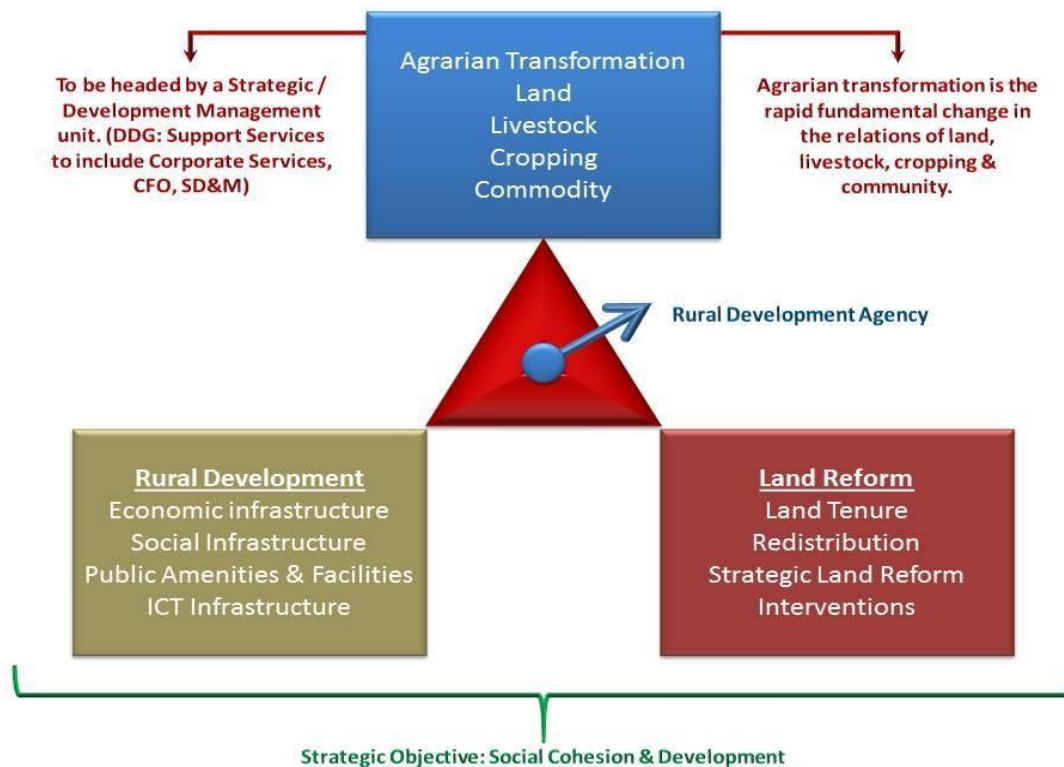 To be headed by a Strategic /
Development Management
unit. (DDG: Support Services
to include Corporate Services,
CFO, SD&M)
Agrarian Transformation
Land
Livestock
Cropping
Commodity
Agrarian transformation is the
rapid fundamental change in
the relations of land,
livestock, cropping &
community.
Rural Development Agency
Rural Development
Economic infrastructure
Social Infrastructure
Public Amenities & Facilities
ICT Infrastructure
Land Reform
Land Tenure
Redistribution
Strategic Land Reform
Interventions
Strategic Objective: Social Cohesion & Development